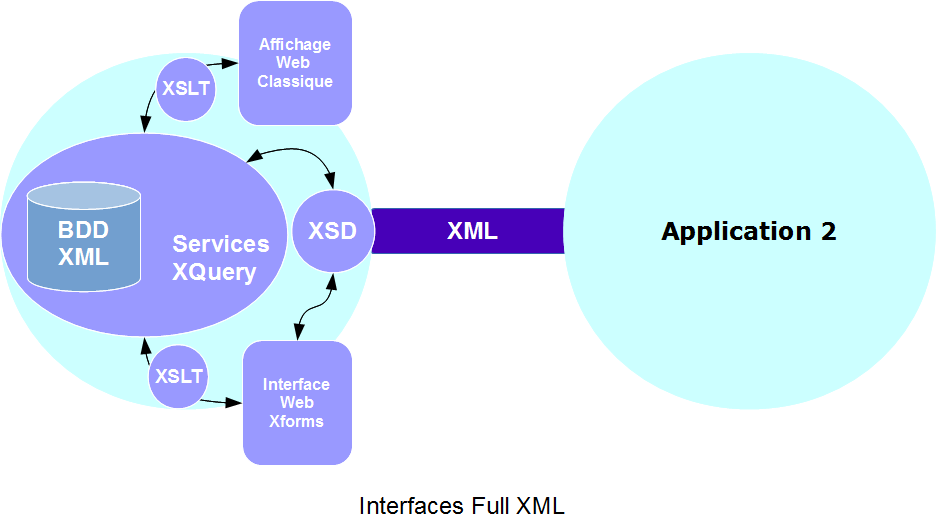 Affichage
Web
Classique
XSLT
BDD
XML
Services
XQuery
XSD
XML
Application 2
XSLT
Interface
Web
Xforms
Interfaces Full XML